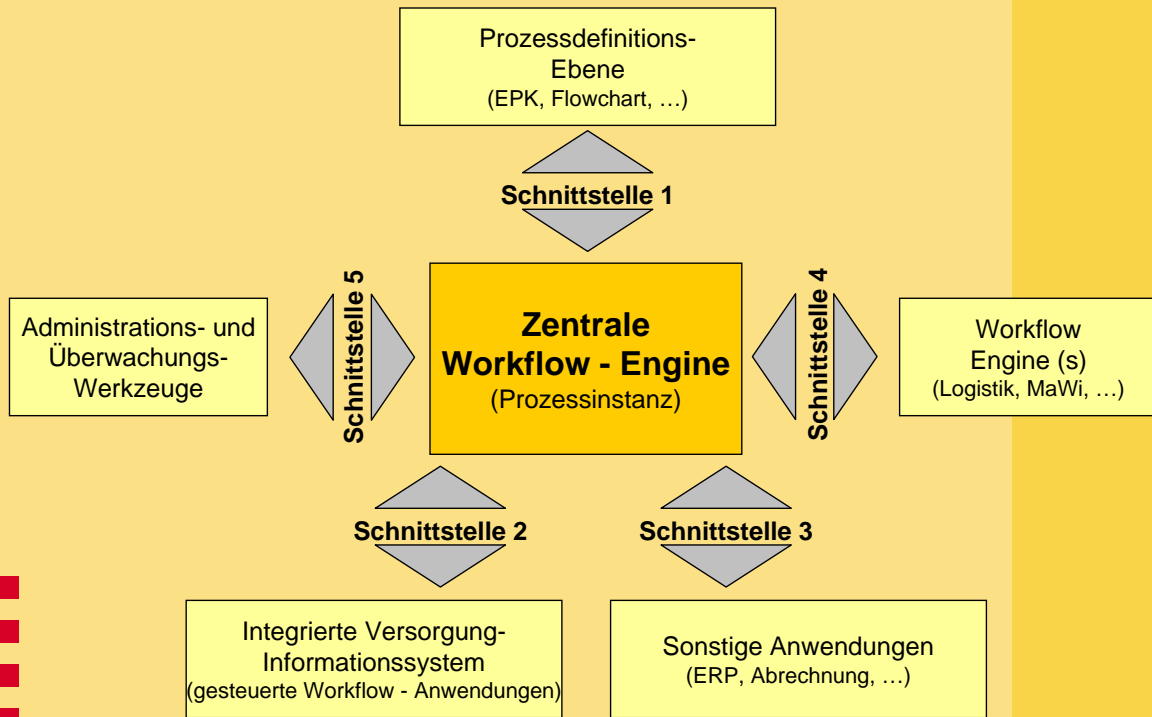 Prozessdefinitions-
Ebene
(EPK, Flowchart, …)
Schnittstelle 1
Administrations- und
Überwachungs-
Werkzeuge
Schnittstelle 5
Zentrale
Workflow - Engine
(Prozessinstanz)
Schnittstelle 4
Workflow
Engine (s)
(Logistik, MaWi, …)
Schnittstelle 2
Schnittstelle 3
Integrierte Versorgung-
Informationssystem
(gesteuerte Workflow - Anwendungen)
Sonstige Anwendungen
(ERP, Abrechnung, …)